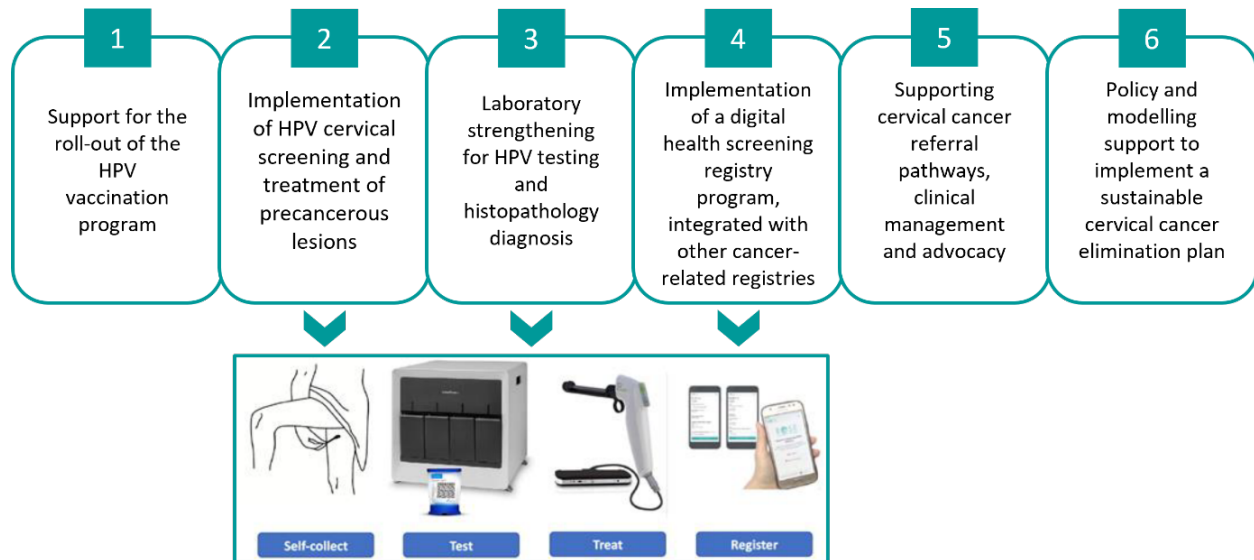 1
Support for the
roll-out of the
HPV
vaccination
program
2
Implementation
of HPV cervical
screening and
treatment of
precancerous
lesions
3
Laboratory
strengthening
for HPV testing
and
histopathology
diagnosis
4
Implementation
of a digital
health screening
registry
program,
integrated with
other cancer-
related registries
5
Supporting
cervical cancer
referral
pathways,
clinical
management
and advocacy
6
Policy and
modelling
support to
implement a
sustainable
cervical cancer
elimination plan
Self-collect
Test
Treat
Register